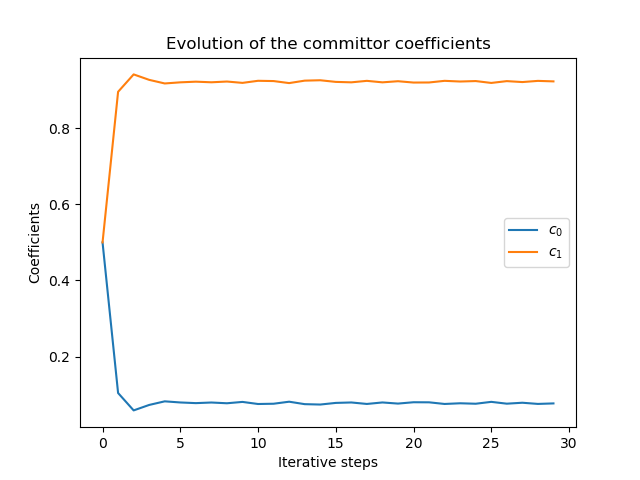 Evolution of the committor coefficients
Coefficients
0.8
0.6
0.4
0.2
c₀
c₁
0 5 10 15 20 25 30
Iterative steps